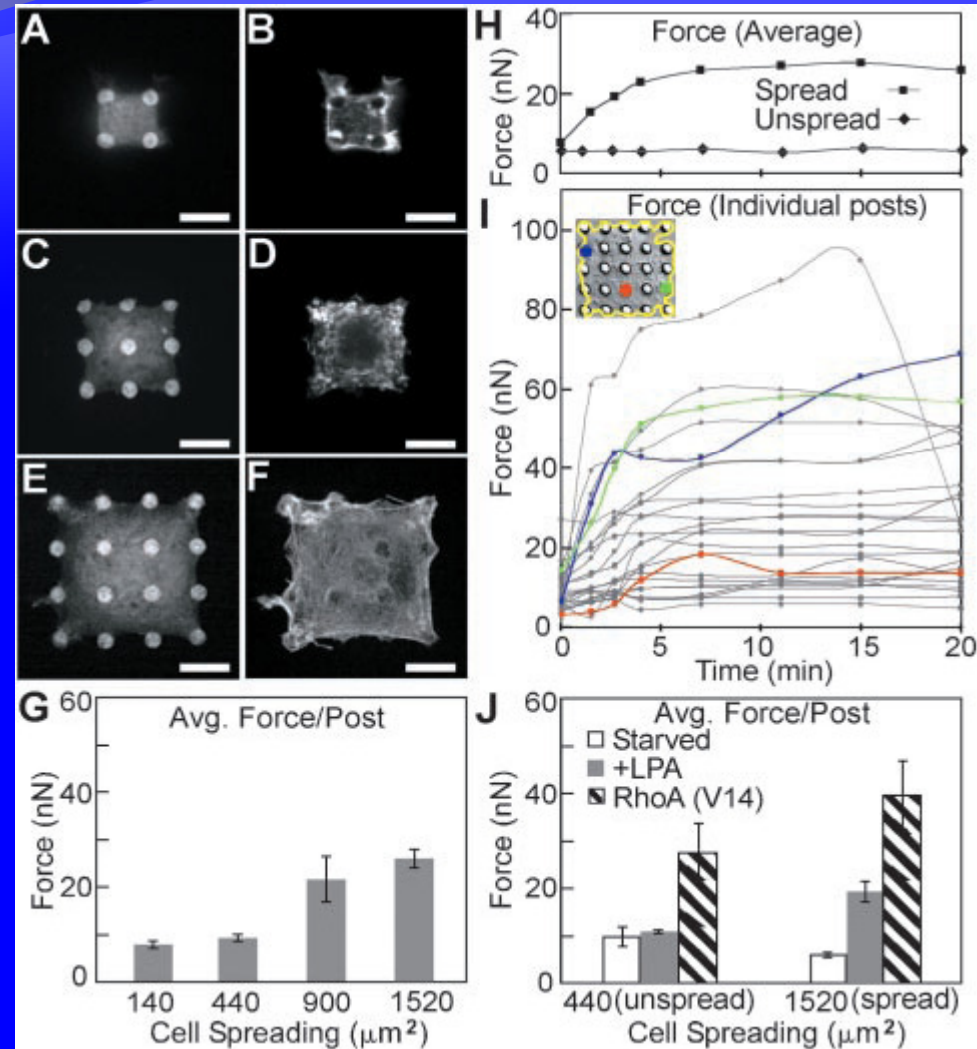 A
B
C
D
E
F
G
Avg. Force/Post
60
40
20
0
Force (nN)
140 440 900 1520
Cell Spreading (μm²)
H
Force (Average)
40
20
0
Force (nN)
Spread
Unspread
I
Force (Individual posts)
100
80
60
40
20
0
Force (nN)
0 5 10 15 20
Time (min)
J
Avg. Force/Post
Starved
+LPA
RhoA (V14)
60
40
20
0
Force (nN)
440 (unspread) 1520 (spread)
Cell Spreading (μm²)